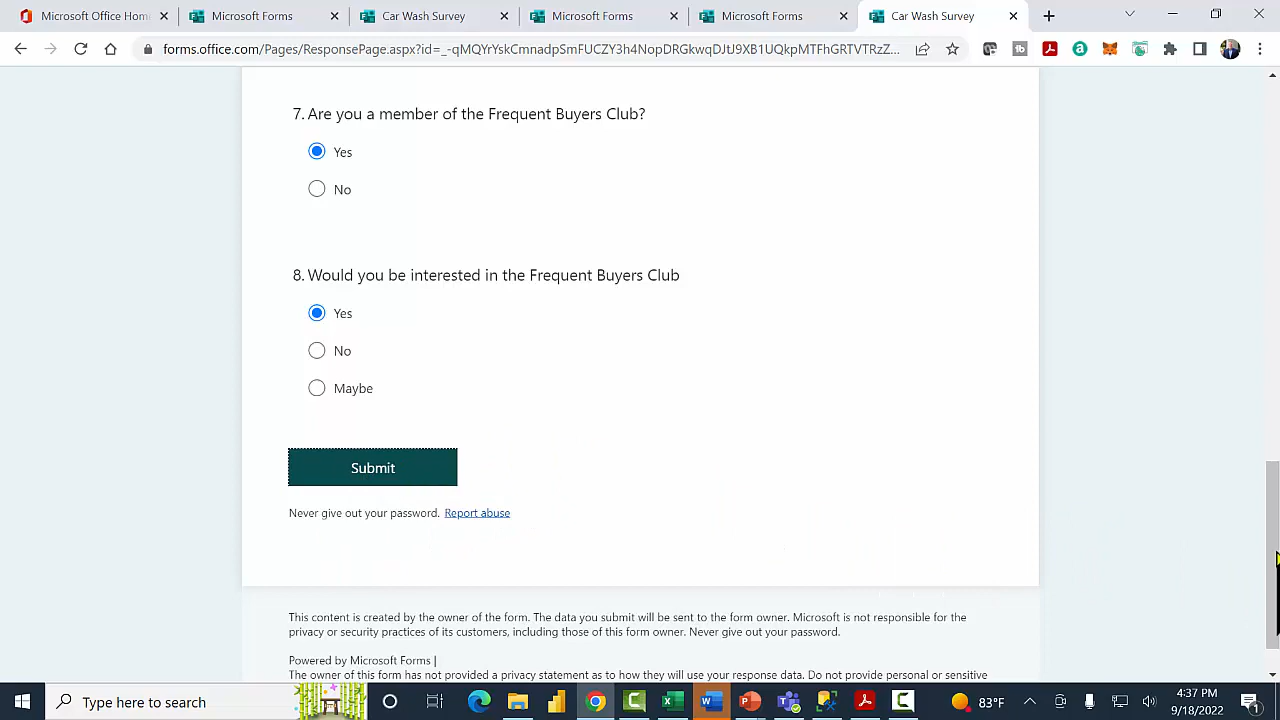 Microsoft Office Home
Microsoft Forms
Car Wash Survey
Microsoft Forms
Microsoft Forms
Car Wash Survey
forms.office.com/Pages/ResponsePage.aspx?id=_-qMQYrYskCmnadpSmFUCZY3h4NopDRGkwqDJtJ9XB1UQkpMTFhGRTVTRzZ...
7. Are you a member of the Frequent Buyers Club?
Yes
No
8. Would you be interested in the Frequent Buyers Club
Yes
No
Maybe
Submit
Never give out your password. Report abuse
This content is created by the owner of the form. The data you submit will be sent to the form owner. Microsoft is not responsible for the
privacy or security practices of its customers, including those of this form owner. Never give out your password.
Powered by Microsoft Forms |
The owner of this form has not provided a privacy statement as to how they will use your response data. Do not provide personal or sensitive
Type here to search
83°F
4:37 PM
9/18/2022
1